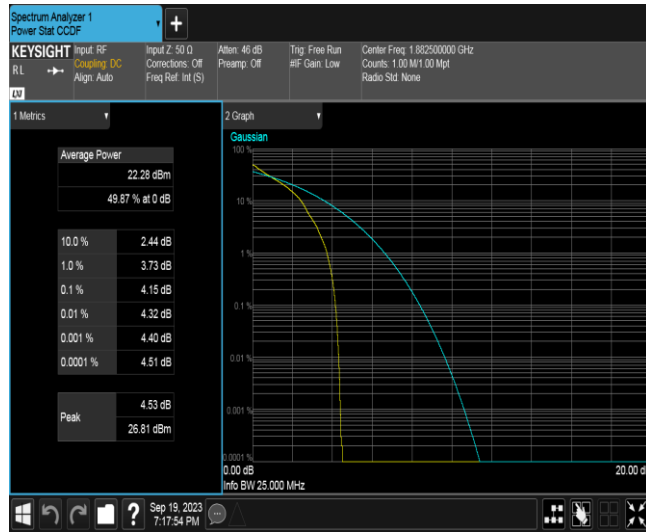 Spectrum Analyzer 1
Power Stat CCDF
+
KEYSIGHT
RL
LXI
Input: RF
Coupling: DC
Align: Auto
Input Z: 50 Ω
Corrections: Off
Freq Ref: Int (S)
Atten: 46 dB
Preamp: Off
Trig: Free Run
#IF Gain: Low
Center Freq: 1.882500000 GHz
Counts: 1.00 M/1.00 Mpt
Radio Std: None
1 Metrics
Average Power
22.28 dBm
49.87 % at 0 dB
10.0 % 2.44 dB
1.0 % 3.73 dB
0.1 % 4.15 dB
0.01 % 4.32 dB
0.001 % 4.40 dB
0.0001 % 4.51 dB
Peak
4.53 dB
26.81 dBm
2 Graph
Gaussian
100 %
10 %
1 %
0.1 %
0.01 %
0.001 %
0.0001 %
0.00 dB
20.00 d
Info BW 25.000 MHz
?
Sep 19, 2023
7:17:54 PM